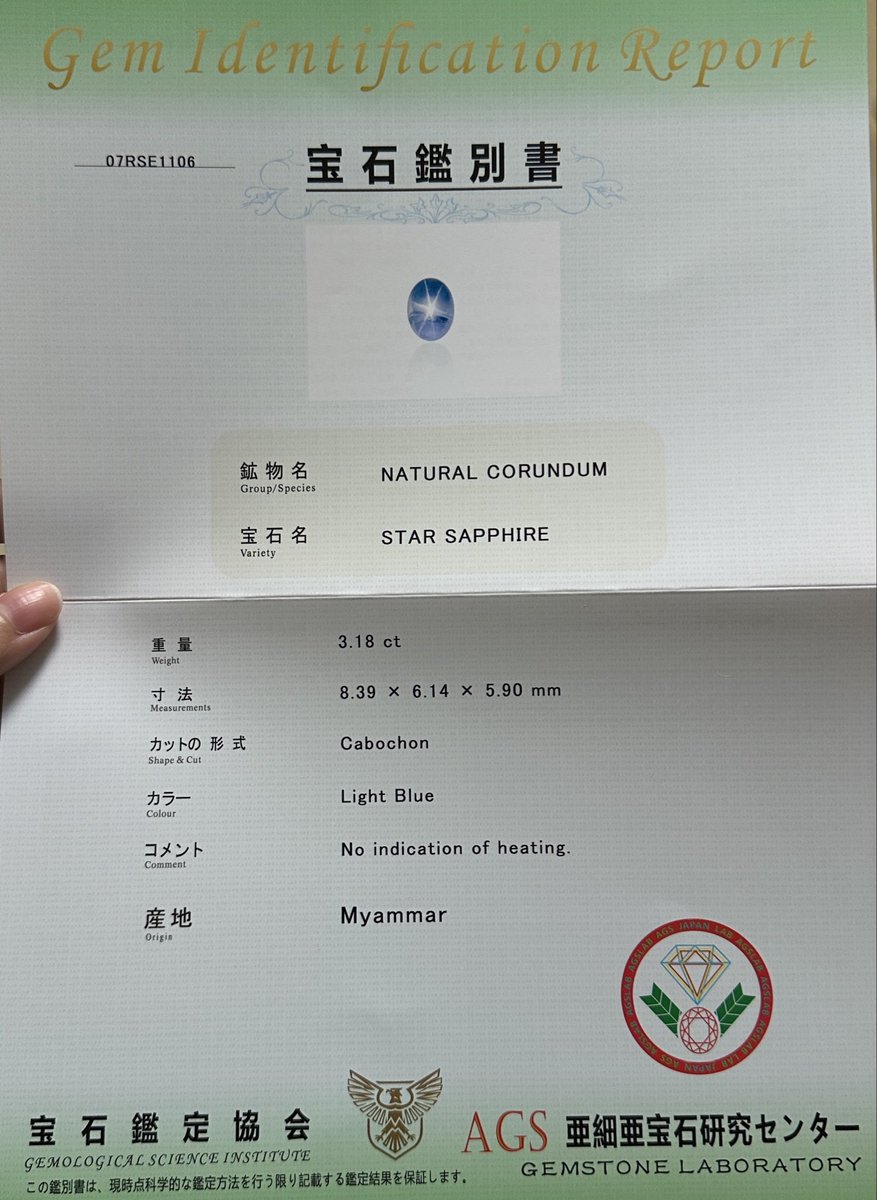 Gem Identification Report
07RSE1106
宝石鑑別書
鉱物名 NATURAL CORUNDUM
Group/Species
宝石名 STAR SAPPHIRE
Variety
重量 3.18 ct
Weight
寸法 8.39 × 6.14 × 5.90 mm
Measurements
カットの形式 Cabochon
Shape & Cut
カラー Light Blue
Colour
コメント No indication of heating.
Comment
産地 Myammar
Origin
AGS JAPAN LAB AGSLAB AGSLAB
宝石鑑定協会
GEMOLOGICAL SCIENCE INSTITUTE
AGS 亜細亜宝石研究センター
GEMSTONE LABORATORY
この鑑別書は、現時点科学的な鑑定方法を行う限り記載する鑑定結果を保証します。